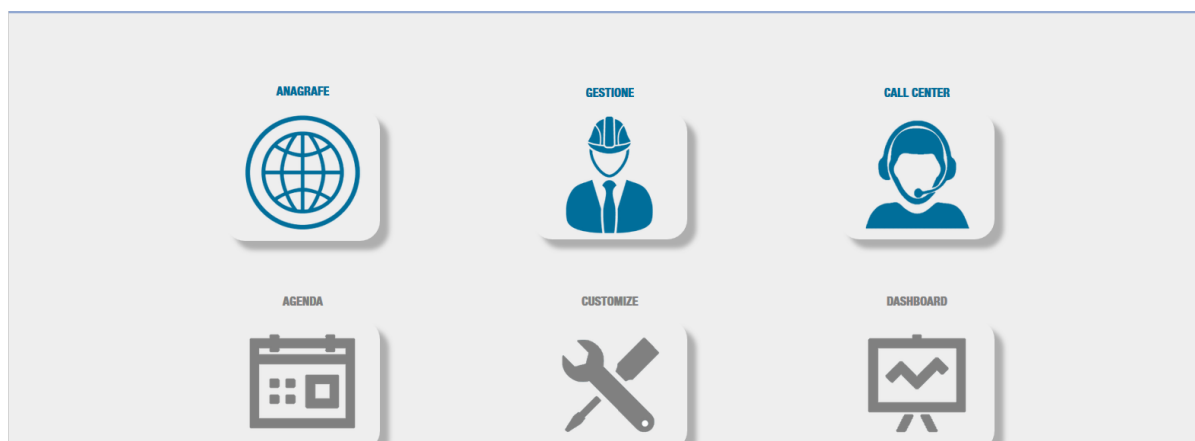 ANAGRAFE
GESTIONE
CALL CENTER
AGENDA
CUSTOMIZE
DASHBOARD